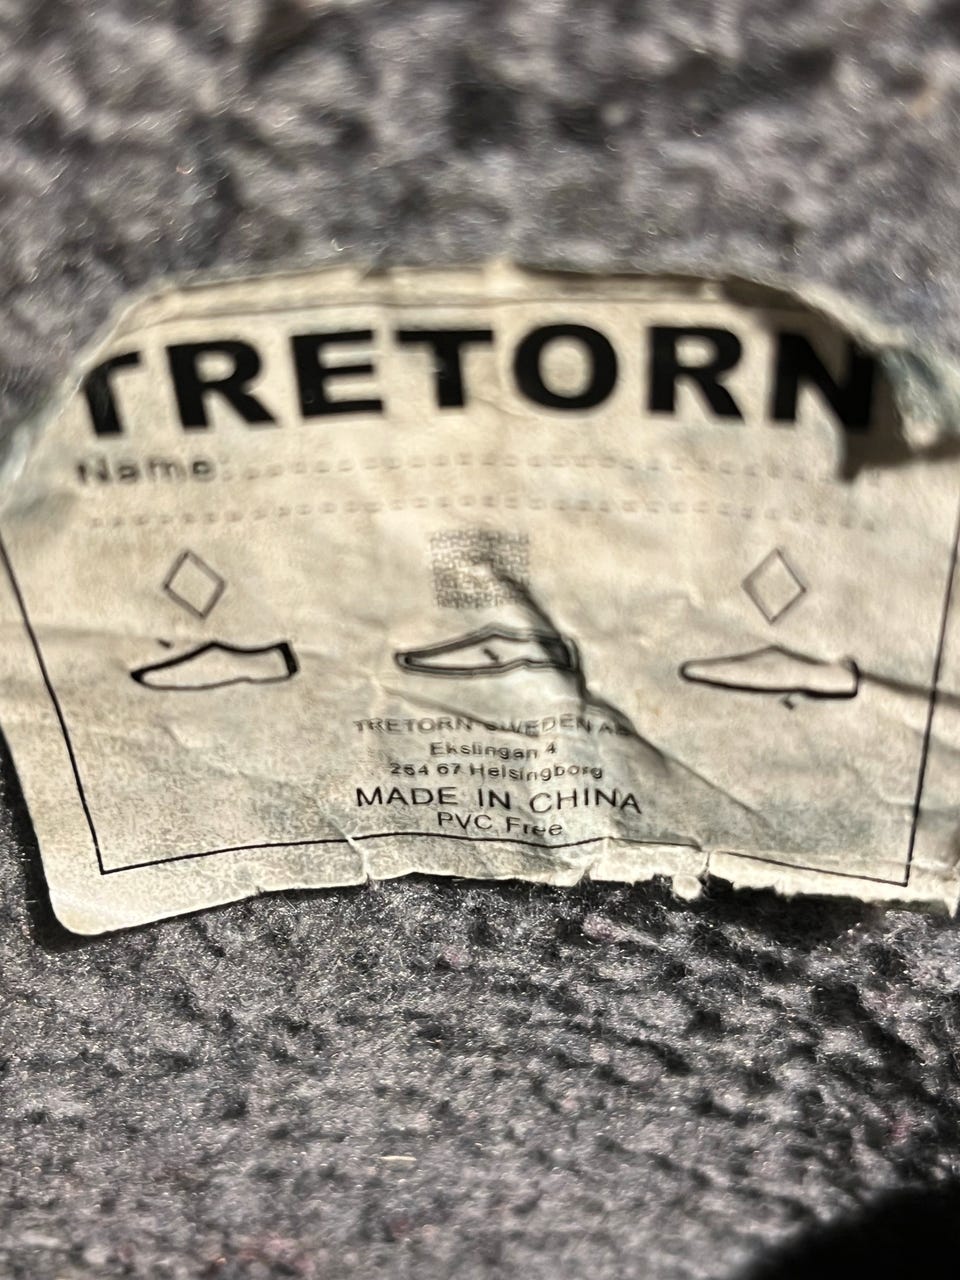 TRETORN
Name:
TRETORN SWEDEN AB
Ekslingan 4
254 67 Helsingborg
MADE IN CHINA
PVC Free